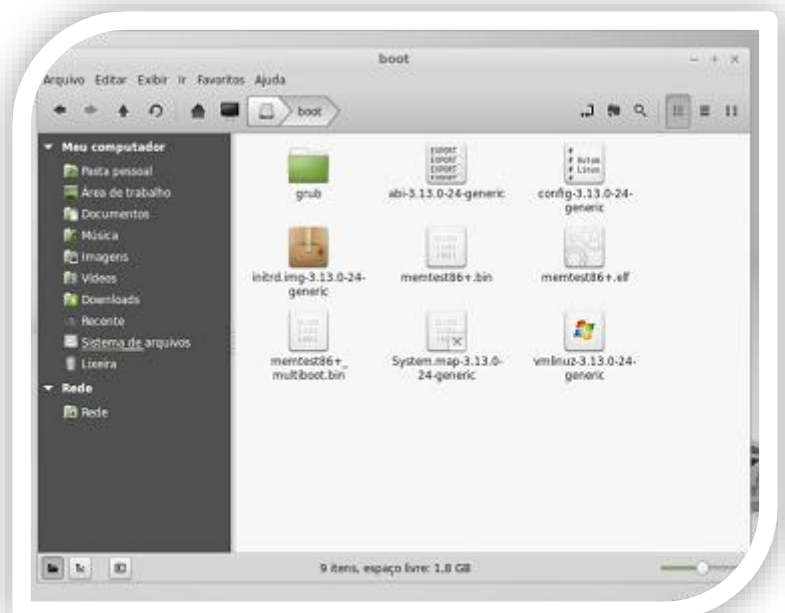 boot
Arquivo Editar Exibir Ir Favoritos Ajuda
boot
Meu computador
Pasta pessoal
Área de trabalho
Documentos
Música
Imagens
Vídeos
Downloads
Recente
Sistema de arquivos
Lixeira
Rede
Rede
grub
abi-3.13.0-24-generic
config-3.13.0-24-
generic
initrd.img-3.13.0-24-
generic
memtest86+.bin
memtest86+.elf
memtest86+_
multiboot.bin
System.map-3.13.0-
24-generic
vmlinuz-3.13.0-24-
generic
9 itens, espaço livre: 1,8 GB